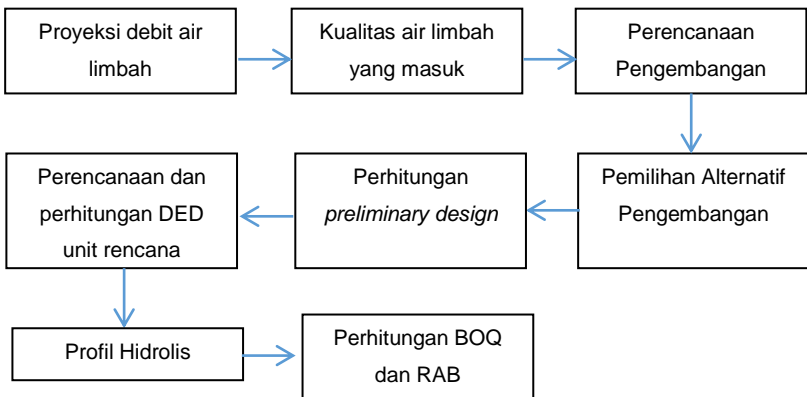 Proyeksi debit air
limbah
Kualitas air limbah
yang masuk
Perencanaan
Pengembangan
Pemilihan Alternatif
Pengembangan
Perhitungan
preliminary design
Perencanaan dan
perhitungan DED
unit rencana
Profil Hidrolis
Perhitungan BOQ
dan RAB